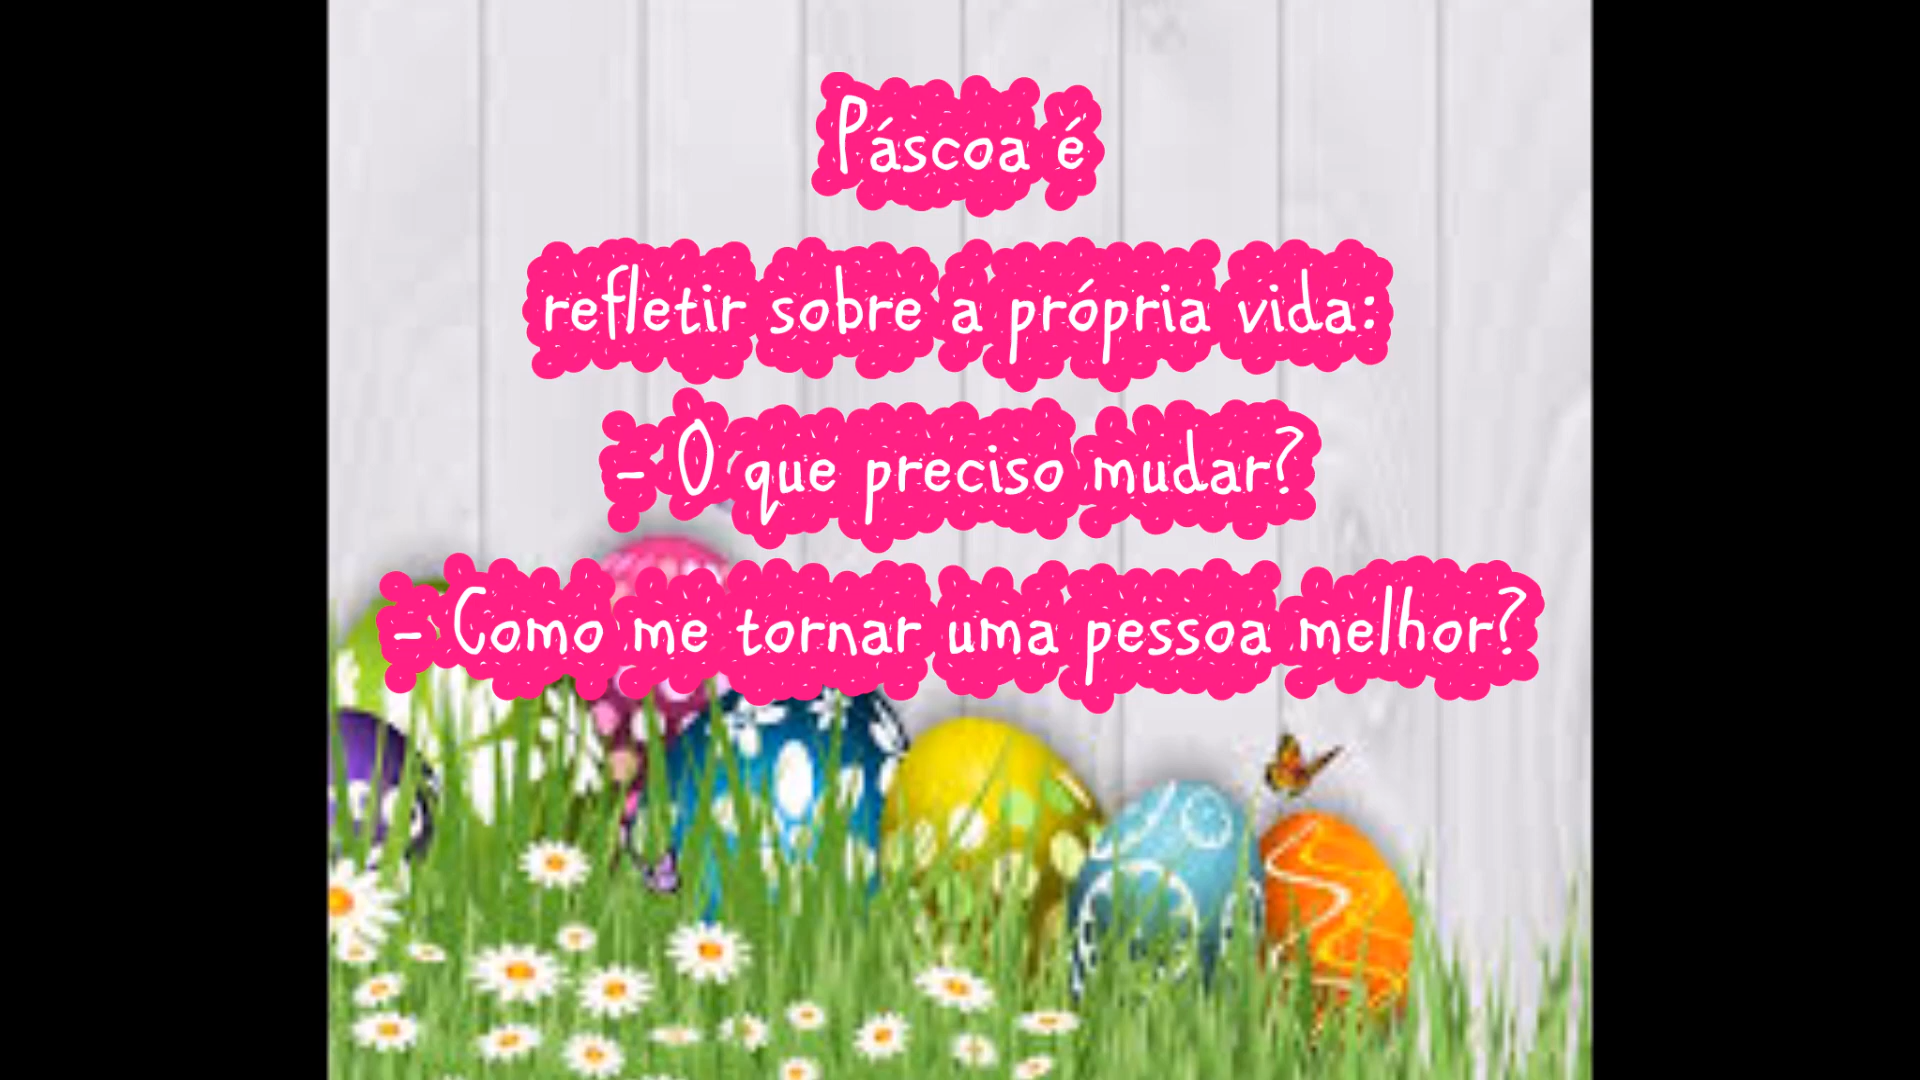 Páscoa é
refletir sobre a própria vida:
- O que preciso mudar?
- Como me tornar uma pessoa melhor?